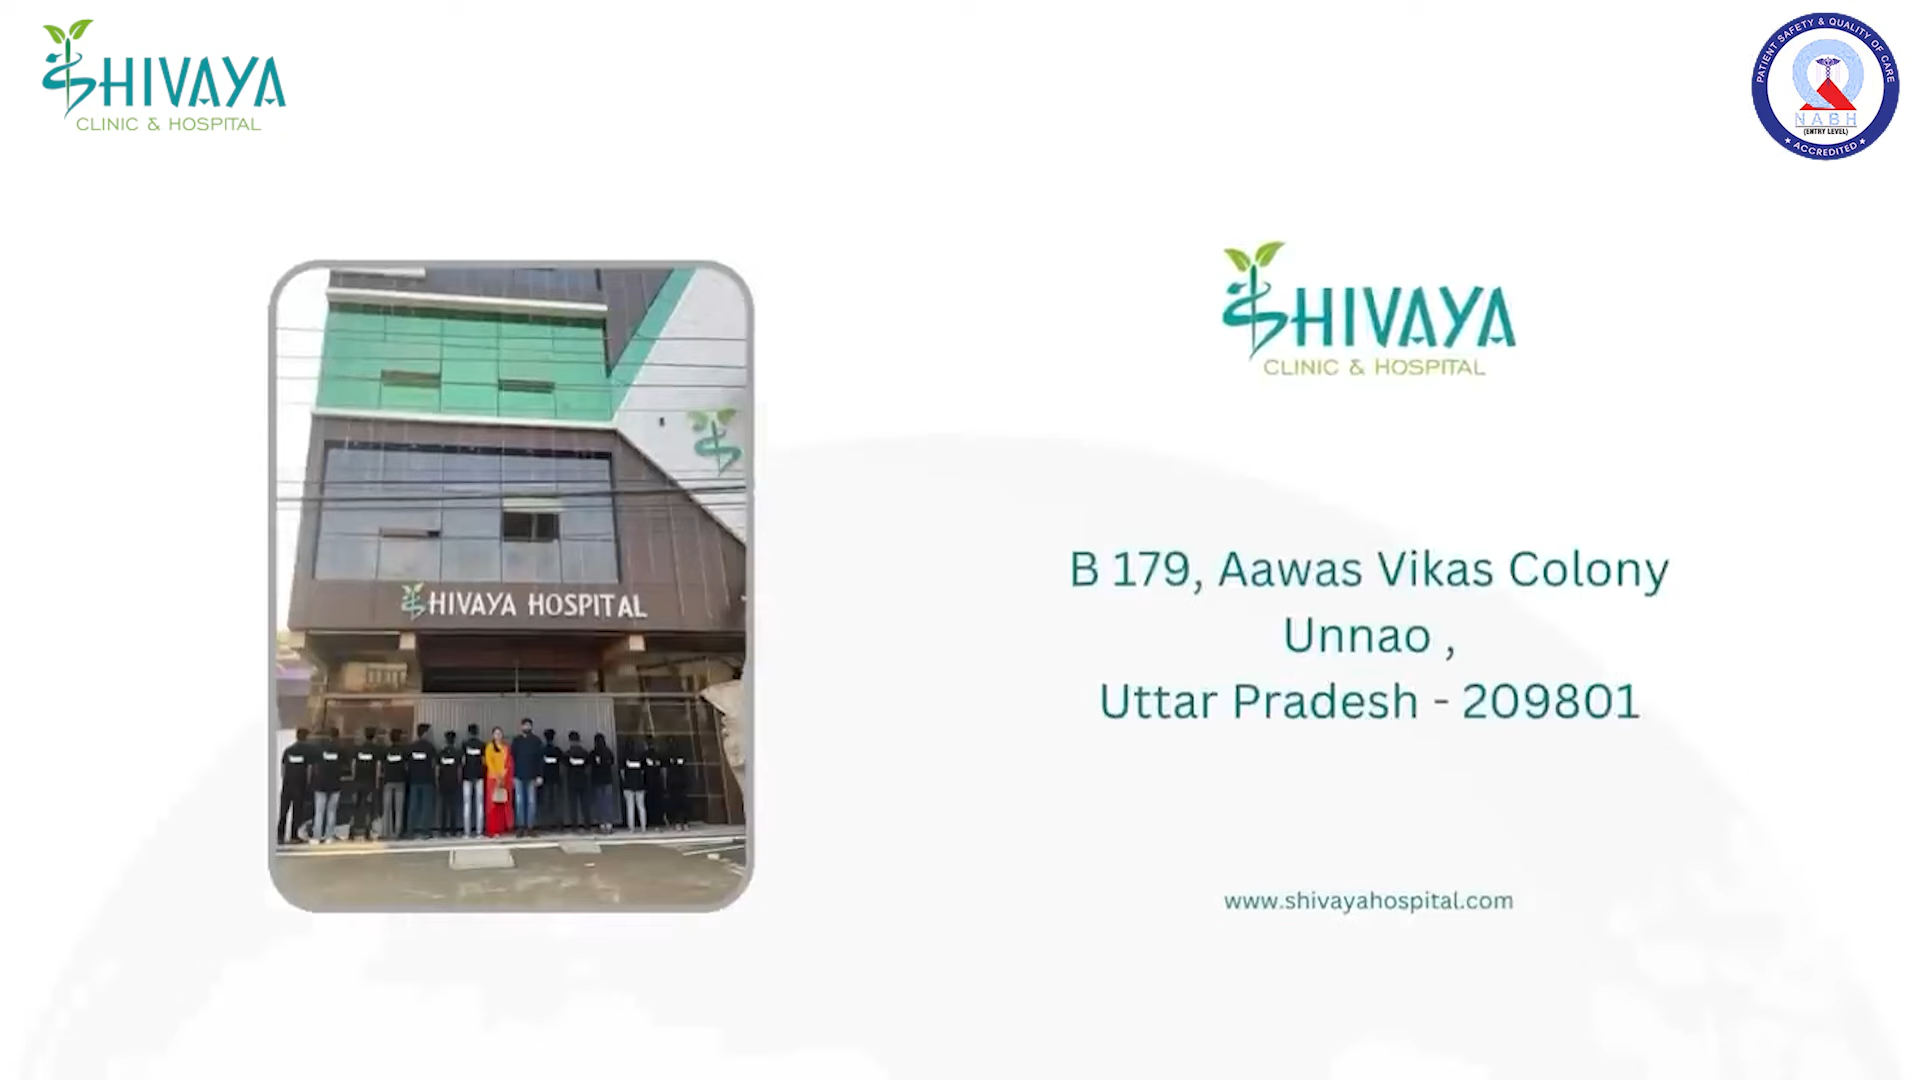 SHIVAYA
CLINIC & HOSPITAL
PATIENT SAFETY & QUALITY OF CARE
NABH
(ENTRY LEVEL)
ACCREDITED
SHIVAYA
CLINIC & HOSPITAL
SHIVAYA HOSPITAL
B 179, Aawas Vikas Colony
Unnao ,
Uttar Pradesh - 209801
www.shivayahospital.com